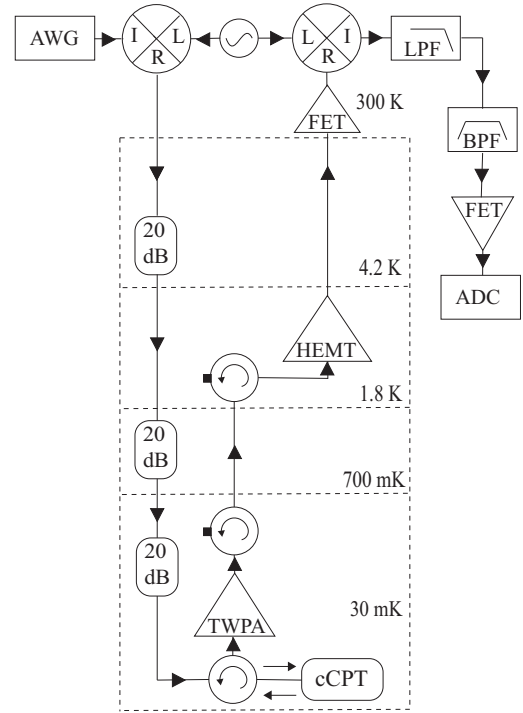 AWG
I
L
R
L
I
R
LPF
300 K
FET
BPF
20
dB
FET
4.2 K
ADC
HEMT
1.8 K
20
dB
700 mK
20
dB
30 mK
TWPA
cCPT